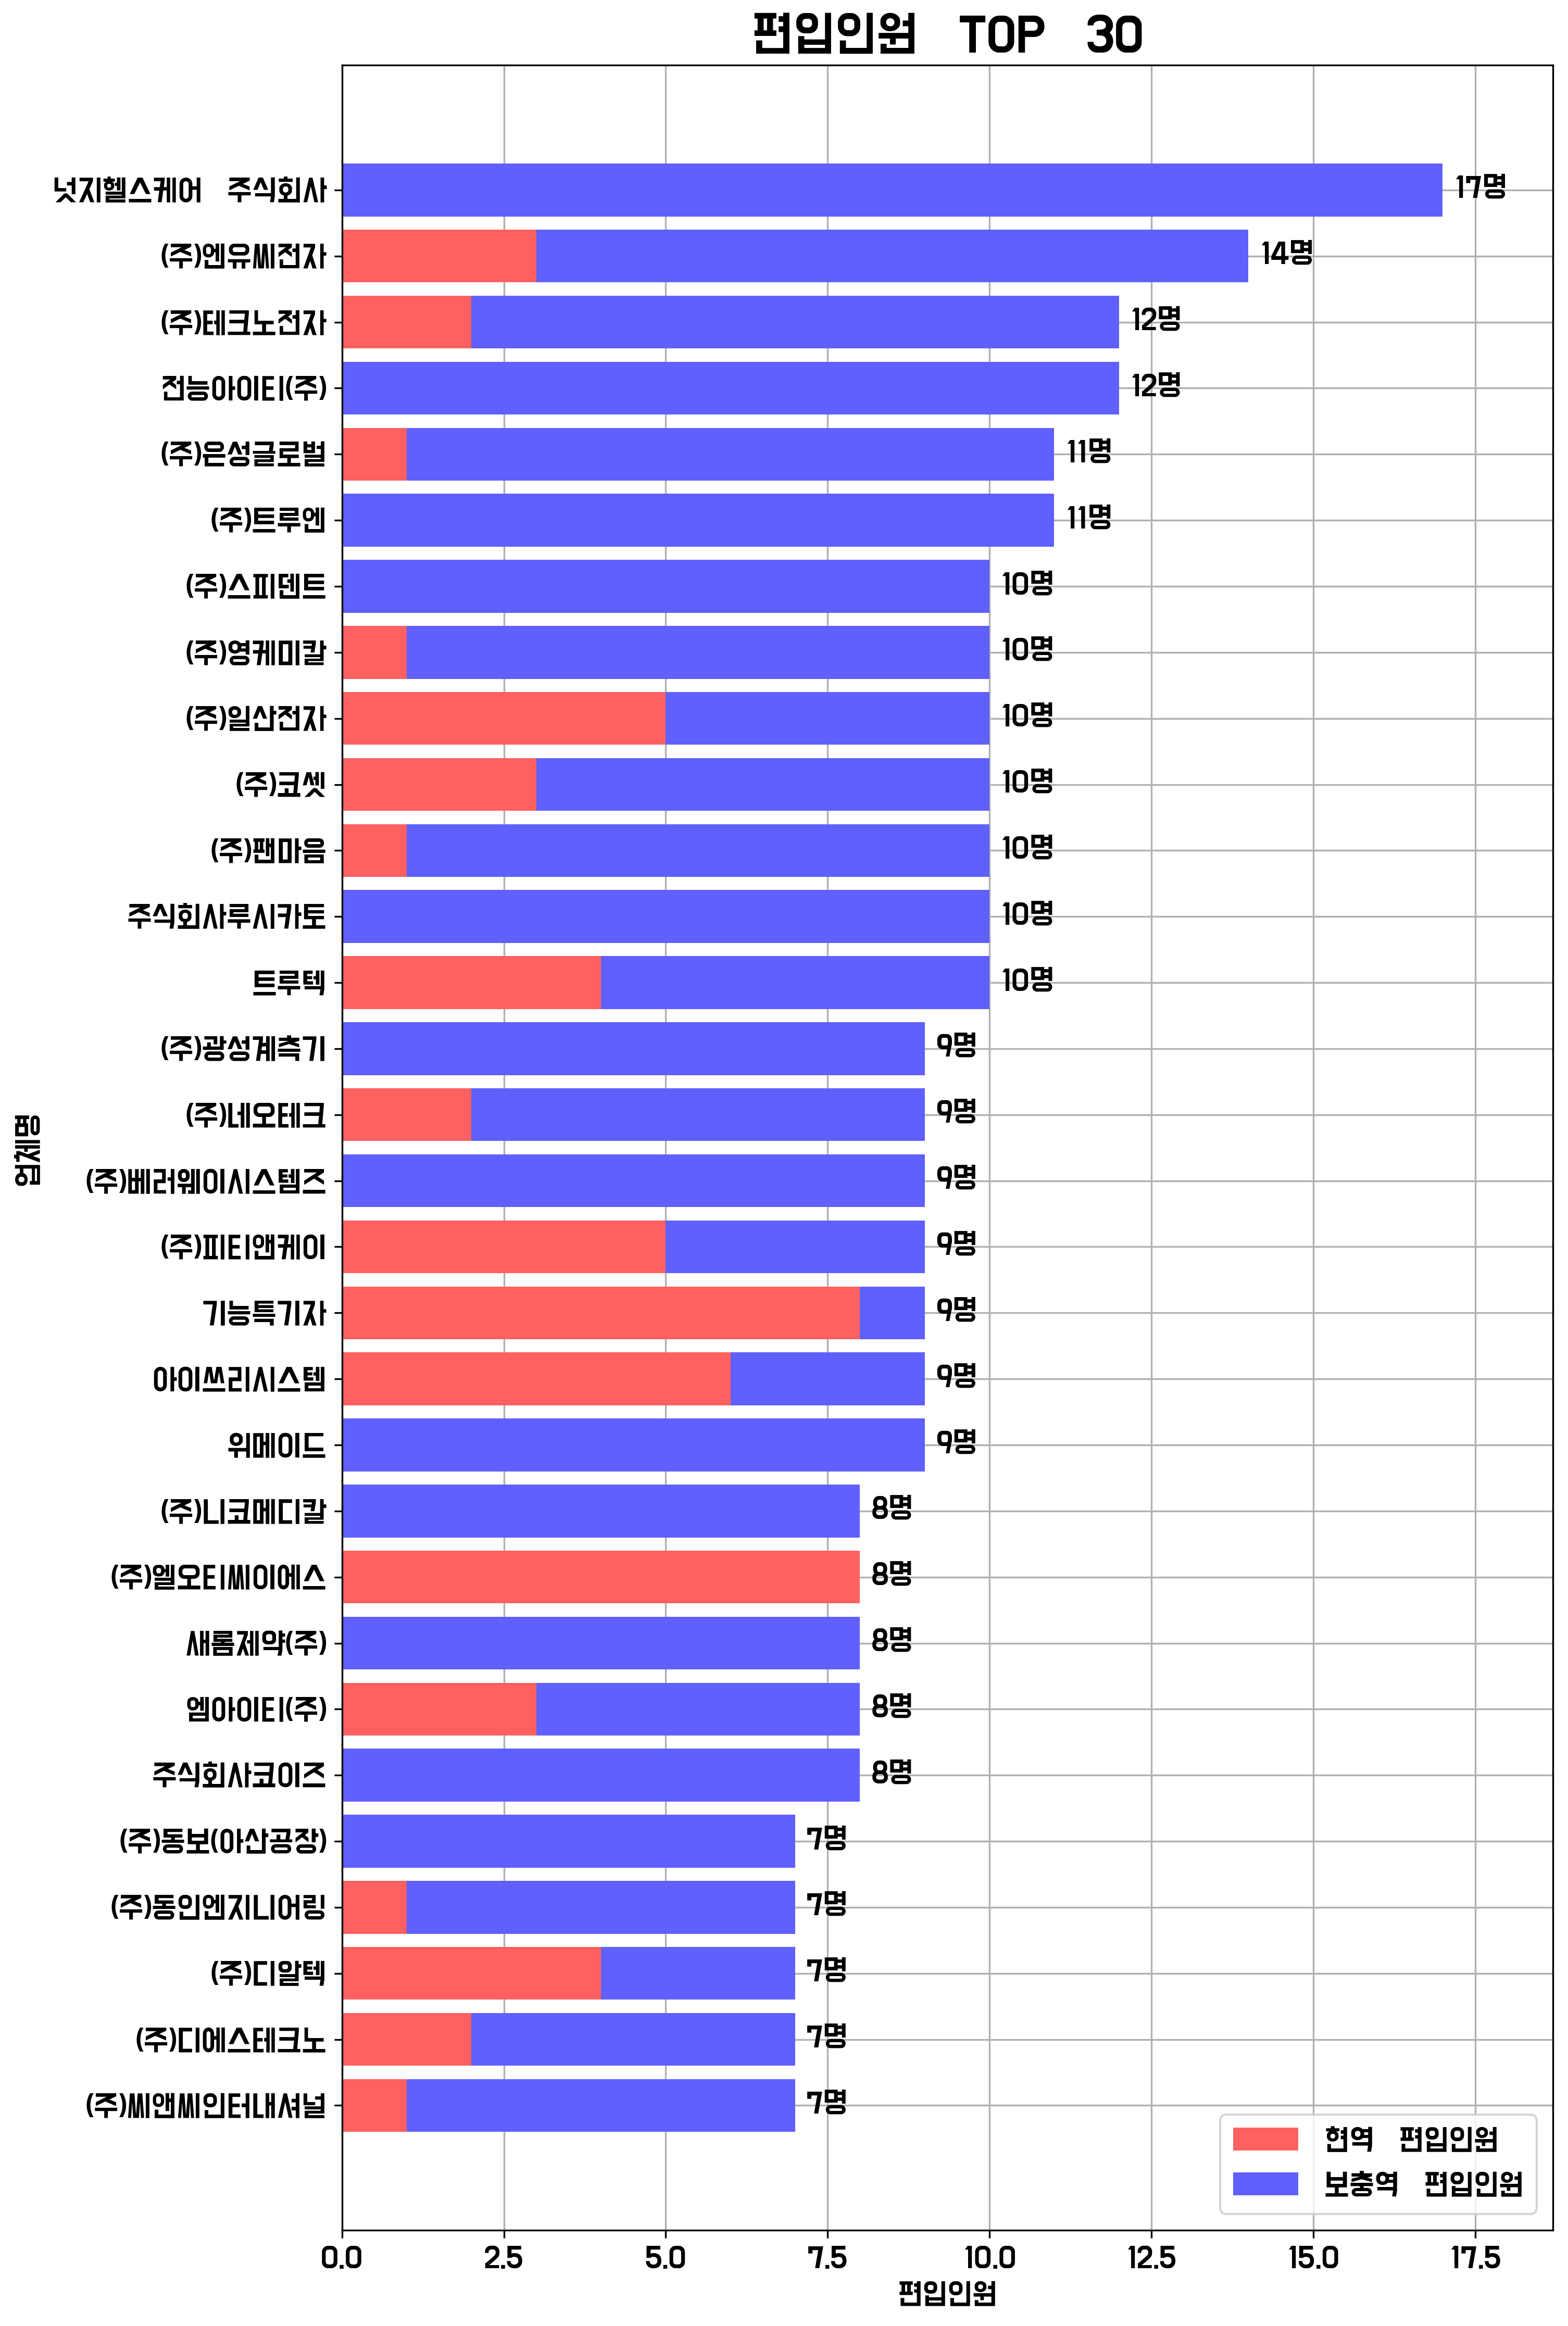 편입인원 TOP 30
넛지헬스케어 주식회사 17명
(주)엔유씨전자 14명
(주)테크노전자 12명
전능아이티(주) 12명
(주)은성글로벌 11명
(주)트루엔 11명
(주)스피덴트 10명
(주)영케미칼 10명
(주)일산전자 10명
(주)코셋 10명
(주)팬마음 10명
주식회사루시카토 10명
트루텍 10명
(주)광성계측기 9명
(주)네오테크 9명
(주)베러웨이시스템즈 9명
(주)피티앤케이 9명
기능특기자 9명
아이쓰리시스템 9명
위메이드 9명
(주)니코메디칼 8명
(주)엘오티씨이에스 8명
새롬제약(주) 8명
엠아이티(주) 8명
주식회사코이즈 8명
(주)동보(아산공장) 7명
(주)동인엔지니어링 7명
(주)디알텍 7명
(주)디에스테크노 7명
(주)씨앤씨인터내셔널 7명
업체명
현역 편입인원
보충역 편입인원
0.0 2.5 5.0 7.5 10.0 12.5 15.0 17.5
편입인원